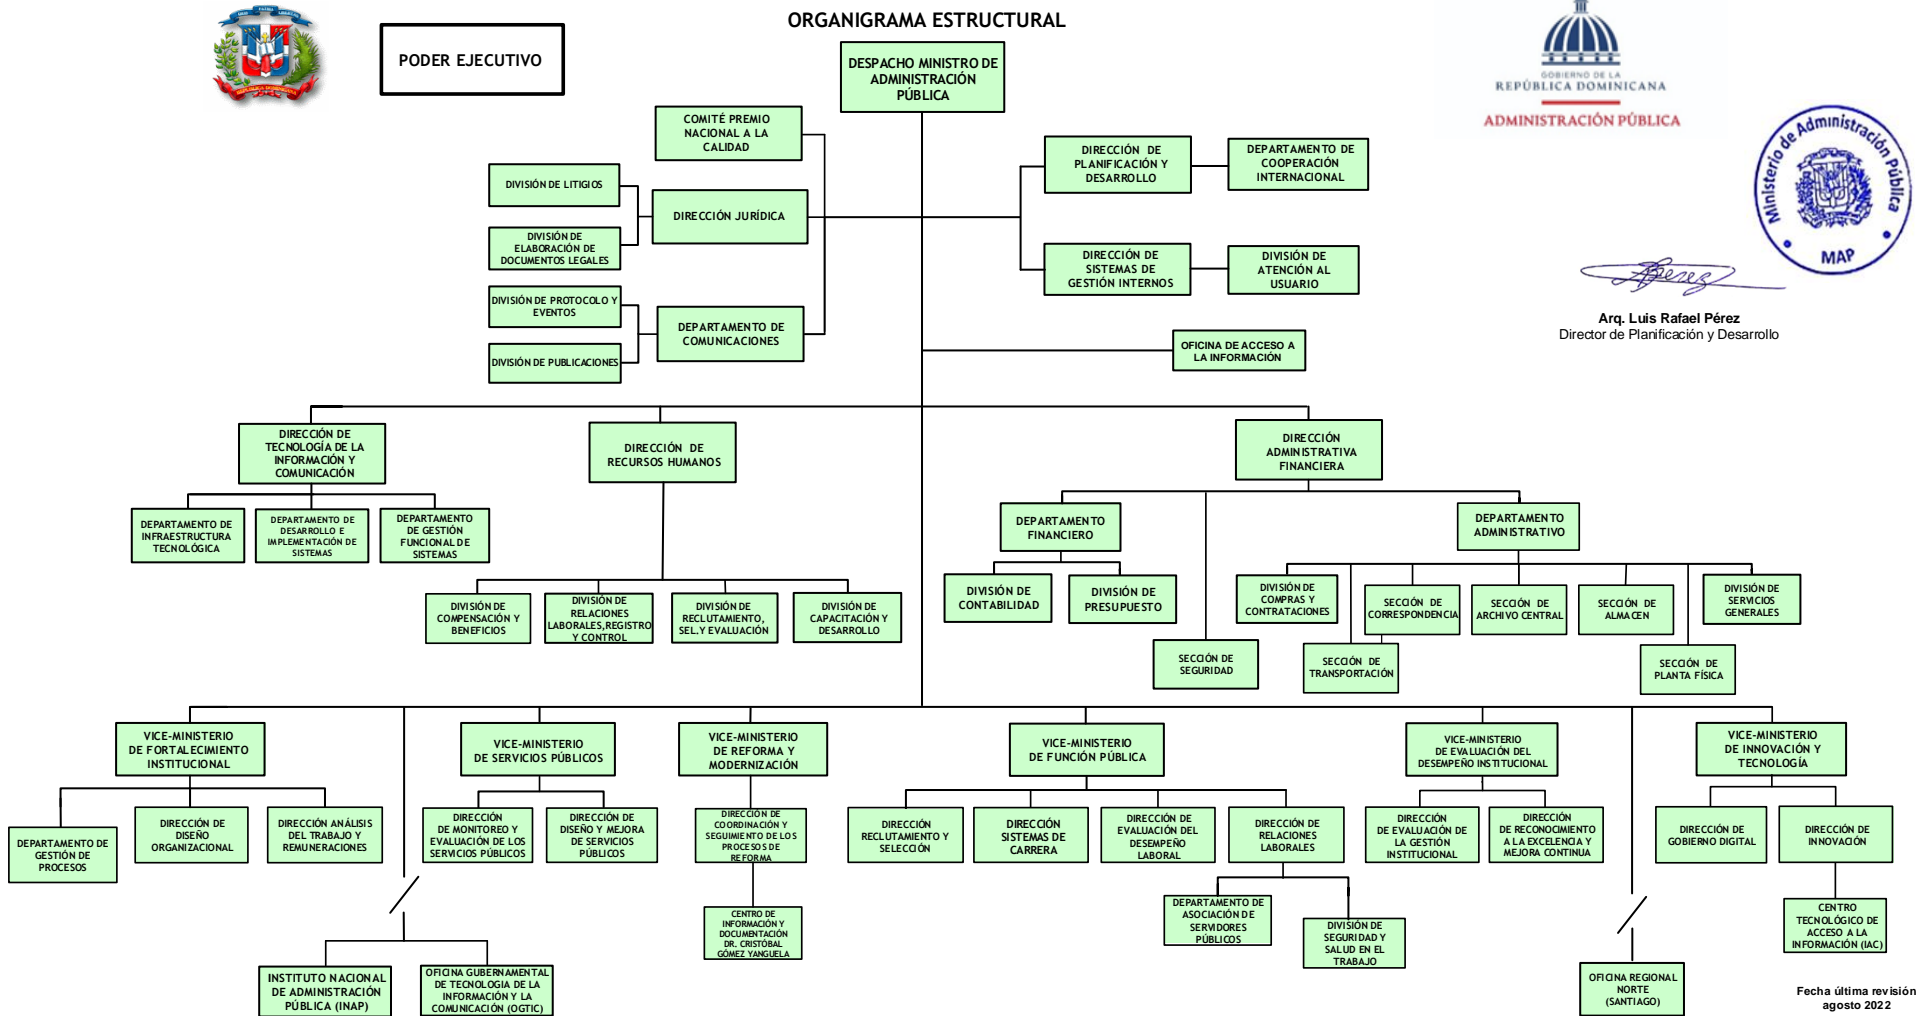 ORGANIGRAMA ESTRUCTURAL
PODER EJECUTIVO
REPÚBLICA DOMINICANA
GOBIERNO DE LA
REPÚBLICA DOMINICANA
ADMINISTRACIÓN PÚBLICA
Ministerio de Administración Pública
MAP
Arq. Luis Rafael Pérez
Director de Planificación y Desarrollo
DESPACHO MINISTRO DE
ADMINISTRACIÓN
PÚBLICA
COMITÉ PREMIO
NACIONAL A LA
CALIDAD
DIVISIÓN DE LITIGIOS
DIRECCIÓN JURÍDICA
DIVISIÓN DE
ELABORACIÓN DE
DOCUMENTOS LEGALES
DIVISIÓN DE PROTOCOLO Y
EVENTOS
DEPARTAMENTO DE
COMUNICACIONES
DIVISIÓN DE PUBLICACIONES
DIRECCIÓN DE
PLANIFICACIÓN Y
DESARROLLO
DEPARTAMENTO DE
COOPERACIÓN
INTERNACIONAL
DIRECCIÓN DE
SISTEMAS DE
GESTIÓN INTERNOS
DIVISIÓN DE
ATENCIÓN AL
USUARIO
OFICINA DE ACCESO A
LA INFORMACIÓN
DIRECCIÓN DE
TECNOLOGÍA DE LA
INFORMACIÓN Y
COMUNICACIÓN
DIRECCIÓN DE
RECURSOS HUMANOS
DIRECCIÓN
ADMINISTRATIVA
FINANCIERA
DEPARTAMENTO DE
INFRAESTRUCTURA
TECNOLÓGICA
DEPARTAMENTO DE
DESARROLLO E
IMPLEMENTACIÓN DE
SISTEMAS
DEPARTAMENTO
DE GESTIÓN
FUNCIONAL DE
SISTEMAS
DEPARTAMENTO
FINANCIERO
DEPARTAMENTO
ADMINISTRATIVO
DIVISIÓN DE
COMPENSACIÓN Y
BENEFICIOS
DIVISIÓN DE
RELACIONES
LABORALES,REGISTRO
Y CONTROL
DIVISIÓN DE
RECLUTAMIENTO,
SEL.Y EVALUACIÓN
DIVISIÓN DE
CAPACITACIÓN Y
DESARROLLO
DIVISIÓN DE
CONTABILIDAD
DIVISIÓN DE
PRESUPUESTO
SECCIÓN DE
SEGURIDAD
DIVISIÓN DE
COMPRAS Y
CONTRATACIONES
SECCIÓN DE
TRANSPORTACIÓN
SECCIÓN DE
CORRESPONDENCIA
SECCIÓN DE
ARCHIVO CENTRAL
SECCIÓN DE
ALMACEN
SECCIÓN DE
PLANTA FÍSICA
DIVISIÓN DE
SERVICIOS
GENERALES
VICE-MINISTERIO
DE FORTALECIMIENTO
INSTITUCIONAL
VICE-MINISTERIO
DE SERVICIOS PÚBLICOS
VICE-MINISTERIO
DE REFORMA Y
MODERNIZACIÓN
VICE-MINISTERIO
DE FUNCIÓN PÚBLICA
VICE-MINISTERIO
DE EVALUACIÓN DEL
DESEMPEÑO INSTITUCIONAL
VICE-MINISTERIO
DE INNOVACIÓN Y
TECNOLOGÍA
DEPARTAMENTO DE
GESTIÓN DE
PROCESOS
DIRECCIÓN DE
DISEÑO
ORGANIZACIONAL
DIRECCIÓN ANÁLISIS
DEL TRABAJO Y
REMUNERACIONES
DIRECCIÓN
DE MONITOREO Y
EVALUACIÓN DE LOS
SERVICIOS PÚBLICOS
DIRECCIÓN DE
DISEÑO Y MEJORA
DE SERVICIOS
PÚBLICOS
DIRECCIÓN DE
COORDINACIÓN Y
SEGUIMIENTO DE LOS
PROCESOS DE
REFORMA
DIRECCIÓN
RECLUTAMIENTO Y
SELECCIÓN
DIRECCIÓN
SISTEMAS DE
CARRERA
DIRECCIÓN DE
EVALUACIÓN DEL
DESEMPEÑO
LABORAL
DIRECCIÓN DE
RELACIONES
LABORALES
DIRECCIÓN
DE EVALUACIÓN DE
LA GESTIÓN
INSTITUCIONAL
DIRECCIÓN
DE RECONOCIMIENTO
A LA EXCELENCIA Y
MEJORA CONTINUA
DIRECCIÓN DE
GOBIERNO DIGITAL
DIRECCIÓN DE
INNOVACIÓN
CENTRO DE
INFORMACIÓN Y
DOCUMENTACIÓN
DR. CRISTÓBAL
GÓMEZ YANGUELA
DEPARTAMENTO DE
ASOCIACIÓN DE
SERVIDORES
PÚBLICOS
DIVISIÓN DE
SEGURIDAD Y
SALUD EN EL
TRABAJO
CENTRO
TECNOLÓGICO DE
ACCESO A LA
INFORMACIÓN (IAC)
INSTITUTO NACIONAL
DE ADMINISTRACIÓN
PÚBLICA (INAP)
OFICINA GUBERNAMENTAL
DE TECNOLOGIA DE LA
INFORMACIÓN Y LA
COMUNICACIÓN (OGTIC)
OFICINA REGIONAL
NORTE
(SANTIAGO)
Fecha última revisión
agosto 2022